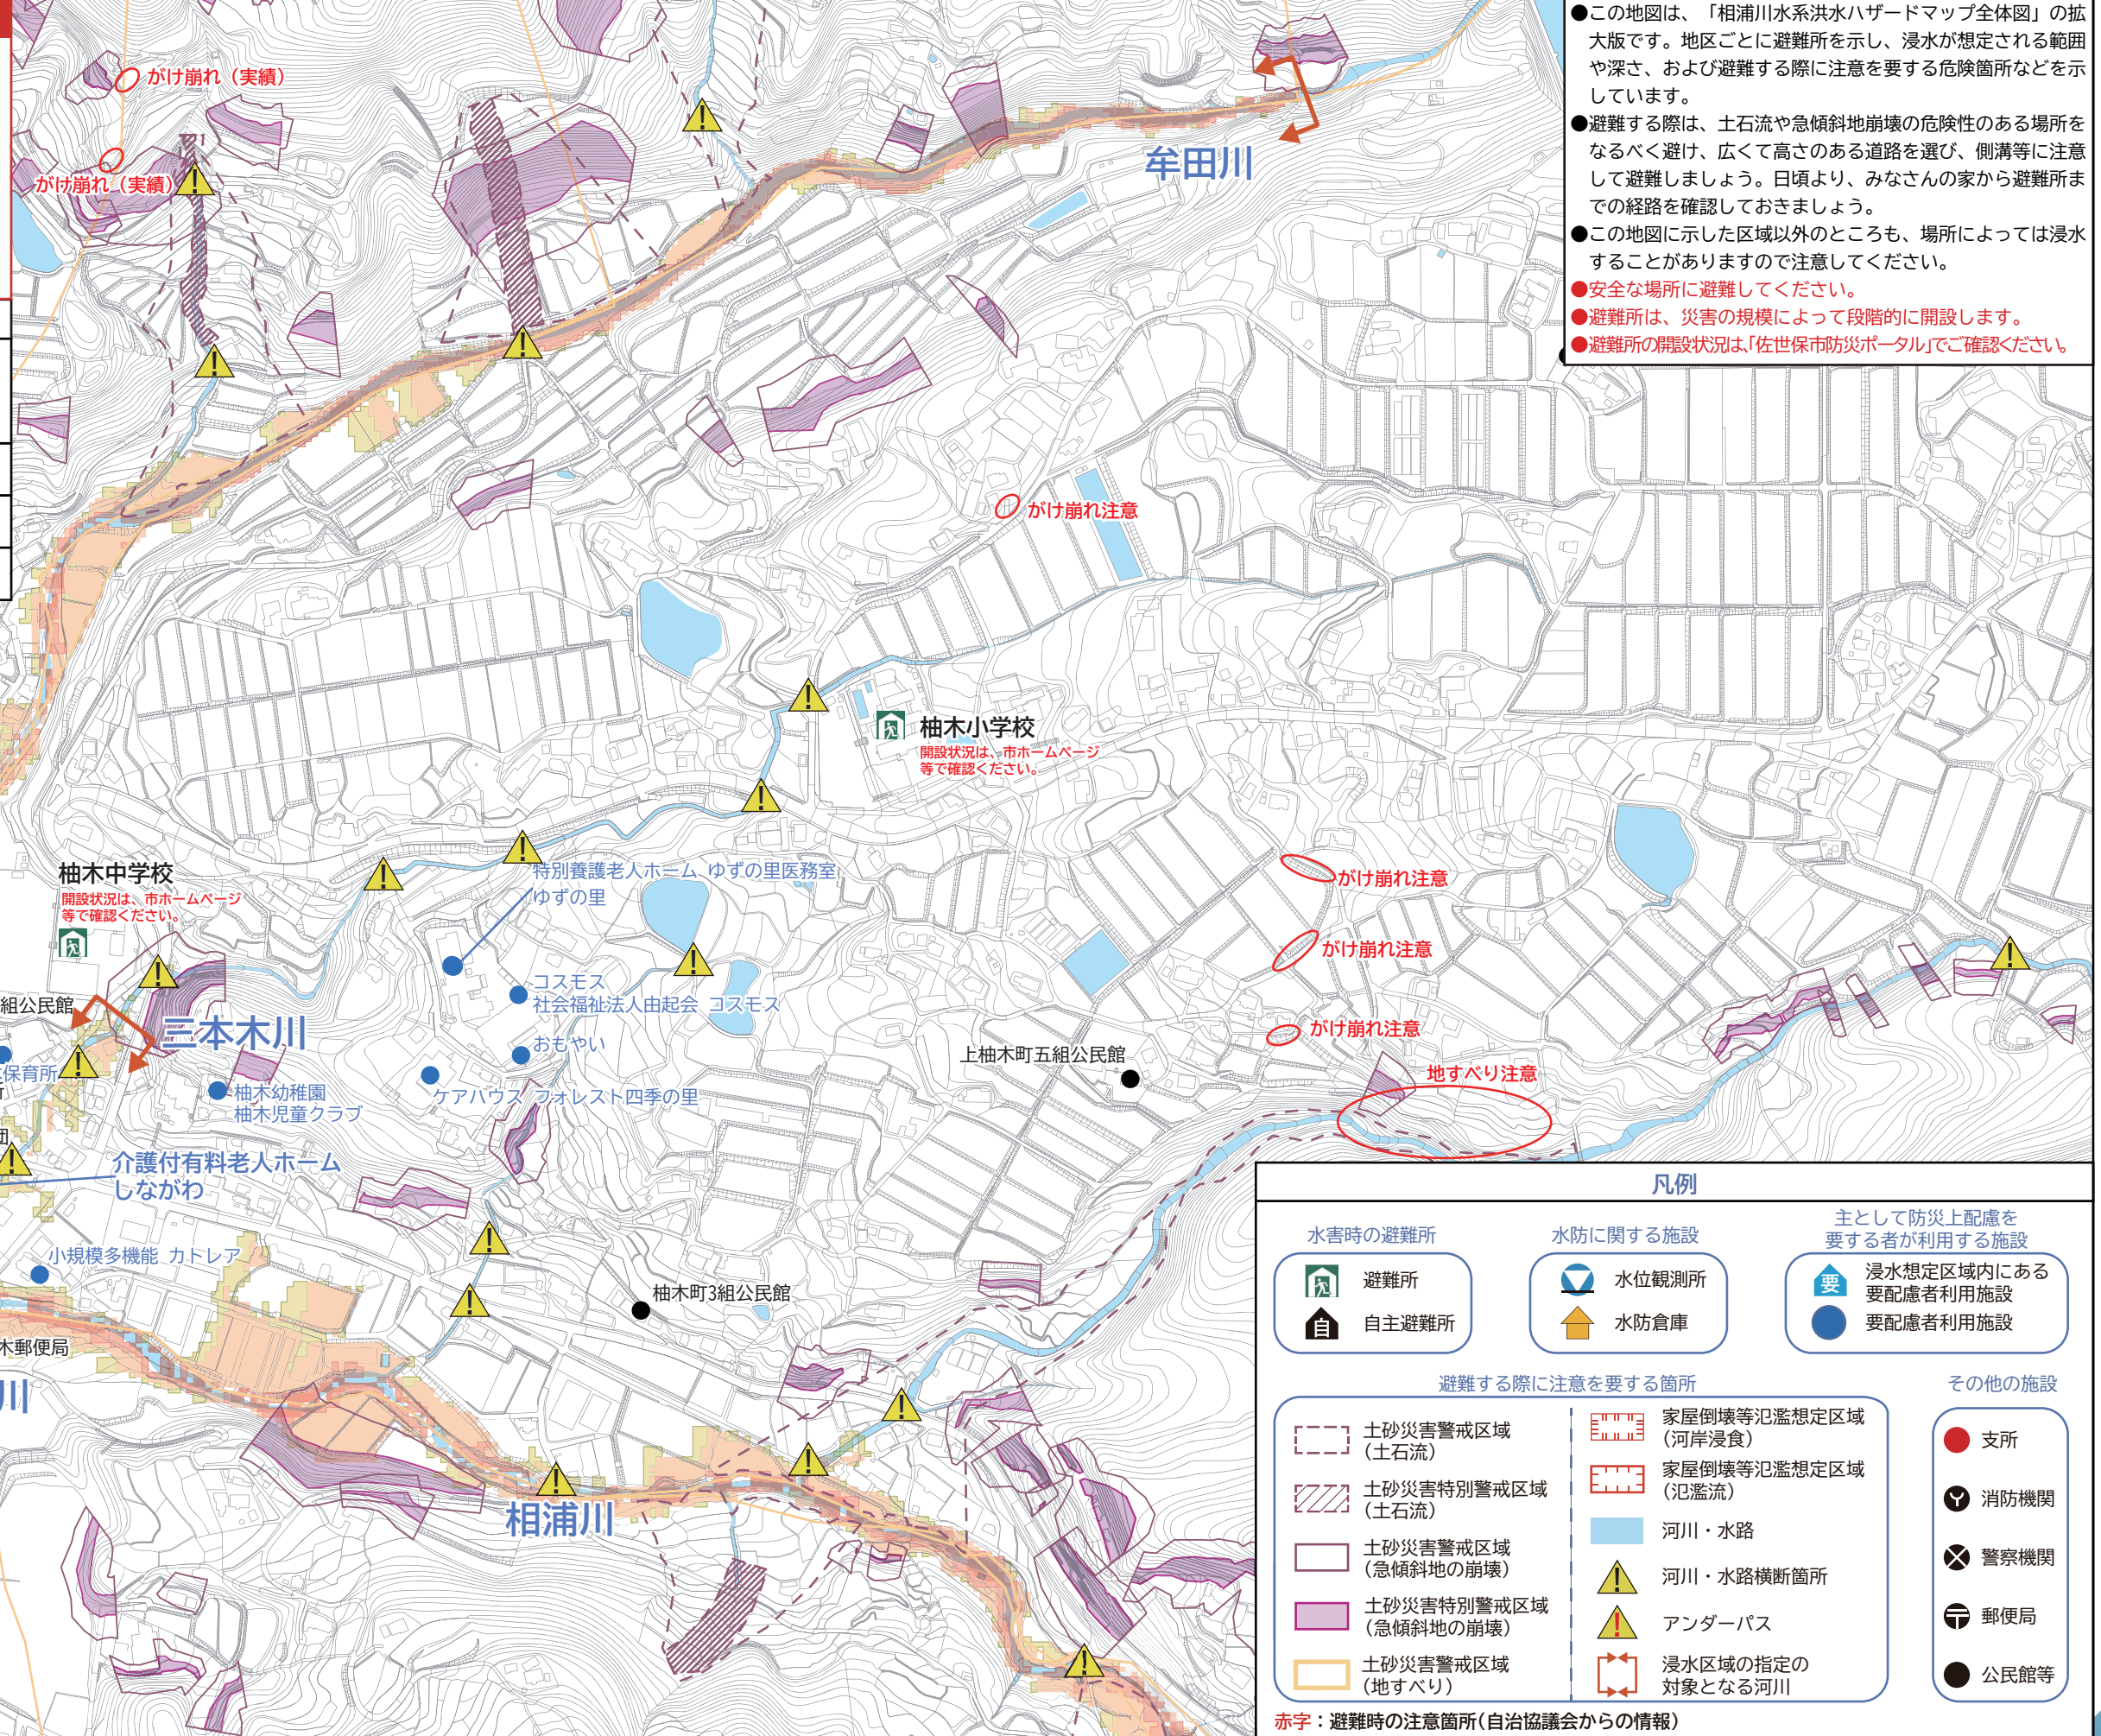 ●この地図は、「相浦川水系洪水ハザードマップ全体図」の拡
大版です。地区ごとに避難所を示し、浸水が想定される範囲
や深さ、および避難する際に注意を要する危険箇所などを示
しています。
●避難する際は、土石流や急傾斜地崩壊の危険性のある場所を
なるべく避け、広くて高さのある道路を選び、側溝等に注意
して避難しましょう。日頃より、みなさんの家から避難所ま
での経路を確認しておきましょう。
●この地図に示した区域以外のところも、場所によっては浸水
することがありますので注意してください。
●安全な場所に避難してください。
●避難所は、災害の規模によって段階的に開設します。
●避難所の開設状況は、「佐世保市防災ポータル」でご確認ください。
がけ崩れ（実績）
がけ崩れ（実績）
牟田川
がけ崩れ注意
柚木小学校
開設状況は、市ホームページ
等で確認ください。
柚木中学校
開設状況は、市ホームページ
等で確認ください。
特別養護老人ホーム ゆずの里医務室
ゆずの里
がけ崩れ注意
がけ崩れ注意
コスモス
社会福祉法人由起会 コスモス
組公民館
三本木川
おもやい
がけ崩れ注意
上柚木町五組公民館
保育所
地すべり注意
柚木幼稚園
柚木児童クラブ
ケアハウス フォレスト四季の里
団
介護付有料老人ホーム
しながわ
小規模多機能 カトレア
柚木町3組公民館
木郵便局
川
相浦川
凡例
水害時の避難所
避難所
自
自主避難所
水防に関する施設
水位観測所
水防倉庫
主として防災上配慮を
要する者が利用する施設
要
浸水想定区域内にある
要配慮者利用施設
要配慮者利用施設
避難する際に注意を要する箇所
土砂災害警戒区域
（土石流）
土砂災害特別警戒区域
（土石流）
土砂災害警戒区域
（急傾斜地の崩壊）
土砂災害特別警戒区域
（急傾斜地の崩壊）
土砂災害警戒区域
（地すべり）
家屋倒壊等氾濫想定区域
（河岸浸食）
家屋倒壊等氾濫想定区域
（氾濫流）
河川・水路
河川・水路横断箇所
アンダーパス
浸水区域の指定の
対象となる河川
その他の施設
支所
消防機関
警察機関
郵便局
公民館等
赤字：避難時の注意箇所（自治協議会からの情報）